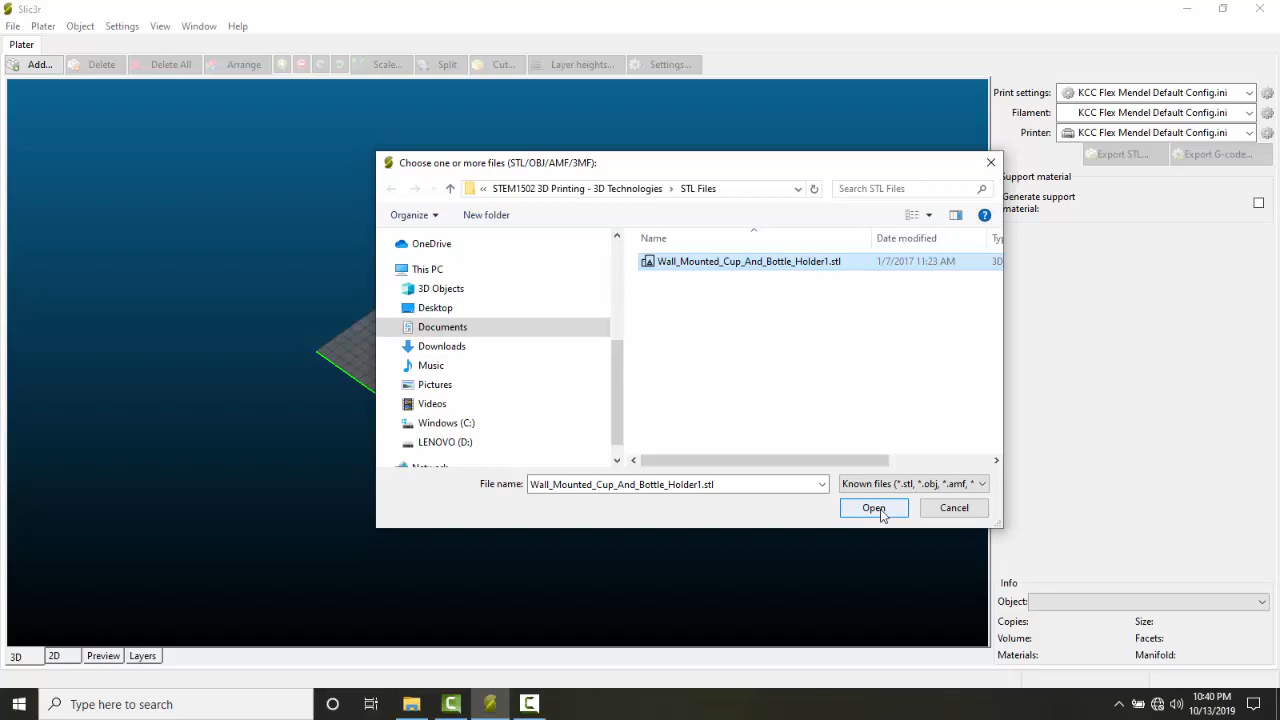 Slic3r
File Plater Object Settings View Window Help
Plater
Add... Delete Delete All Arrange Scale... Split Cut... Layer heights... Settings...
Print settings: KCC Flex Mendel Default Config.ini
Filament: KCC Flex Mendel Default Config.ini
Printer: KCC Flex Mendel Default Config.ini
Export STL... Export G-code...
Support material
Generate support
material:
Choose one or more files (STL/OBJ/AMF/3MF):
« STEM1502 3D Printing - 3D Technologies › STL Files
Search STL Files
Organize New folder
Name Date modified Typ
OneDrive
This PC
3D Objects
Desktop
Documents
Downloads
Music
Pictures
Videos
Windows (C:)
LENOVO (D:)
Network
Wall_Mounted_Cup_And_Bottle_Holder1.stl 1/7/2017 11:23 AM 3D
File name: Wall_Mounted_Cup_And_Bottle_Holder1.stl
Known files (*.stl, *.obj, *.amf, *
Open Cancel
Info
Object:
Copies: Size:
Volume: Facets:
Materials: Manifold:
3D 2D Preview Layers
Type here to search
10:40 PM
10/13/2019